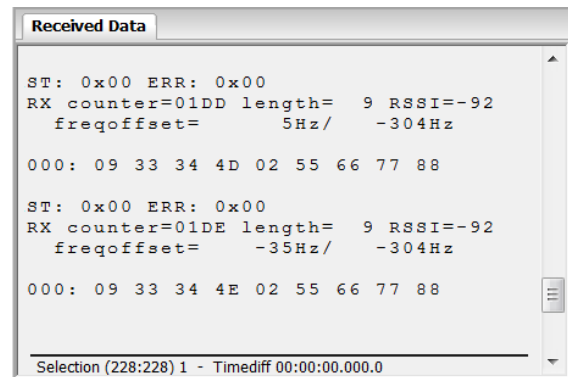 Received Data
ST: 0x00 ERR: 0x00
RX counter=01DD length=  9 RSSI=-92
  freqoffset=       5Hz/   -304Hz
000: 09 33 34 4D 02 55 66 77 88
ST: 0x00 ERR: 0x00
RX counter=01DE length=  9 RSSI=-92
  freqoffset=     -35Hz/   -304Hz
000: 09 33 34 4E 02 55 66 77 88
Selection (228:228) 1  -  Timediff 00:00:00.000.0